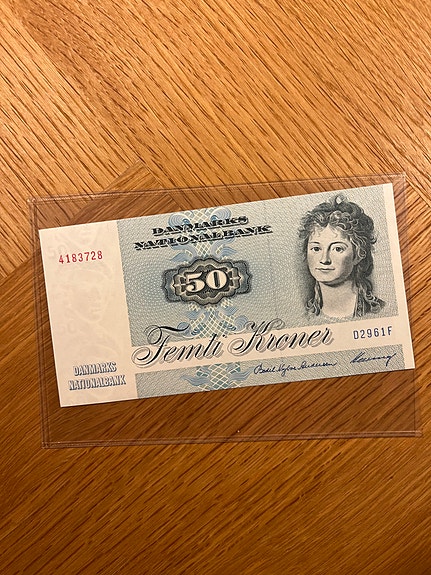 DANMARKS
NATIONALBANK
4183728
50
Femti Kroner
D2961F
DANMARKS
NATIONALBANK